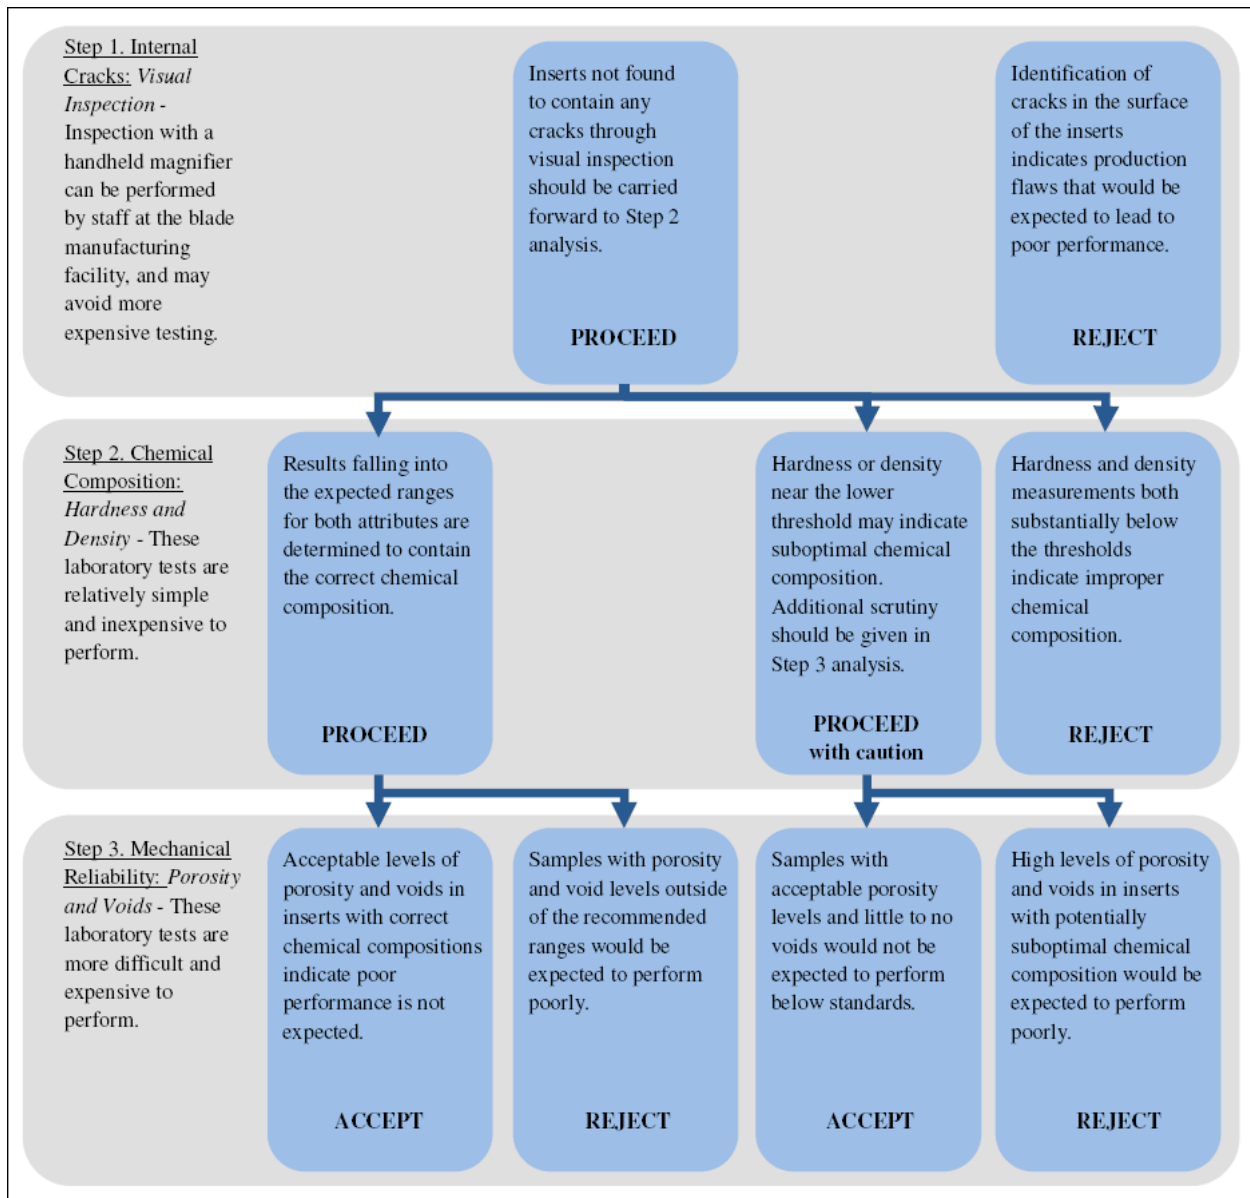 Step 1. Internal
Cracks: Visual
Inspection -
Inspection with a
handheld magnifier
can be performed
by staff at the blade
manufacturing
facility, and may
avoid more
expensive testing.
Inserts not found
to contain any
cracks through
visual inspection
should be carried
forward to Step 2
analysis.
PROCEED
Identification of
cracks in the surface
of the inserts
indicates production
flaws that would be
expected to lead to
poor performance.
REJECT
Step 2. Chemical
Composition:
Hardness and
Density - These
laboratory tests are
relatively simple
and inexpensive to
perform.
Results falling into
the expected ranges
for both attributes are
determined to contain
the correct chemical
composition.
PROCEED
Hardness or density
near the lower
threshold may indicate
suboptimal chemical
composition.
Additional scrutiny
should be given in
Step 3 analysis.
PROCEED
with caution
Hardness and density
measurements both
substantially below
the thresholds
indicate improper
chemical
composition.
REJECT
Step 3. Mechanical
Reliability: Porosity
and Voids - These
laboratory tests are
more difficult and
expensive to
perform.
Acceptable levels of
porosity and voids in
inserts with correct
chemical compositions
indicate poor
performance is not
expected.
ACCEPT
Samples with porosity
and void levels outside
of the recommended
ranges would be
expected to perform
poorly.
REJECT
Samples with
acceptable porosity
levels and little to no
voids would not be
expected to perform
below standards.
ACCEPT
High levels of porosity
and voids in inserts
with potentially
suboptimal chemical
composition would be
expected to perform
poorly.
REJECT